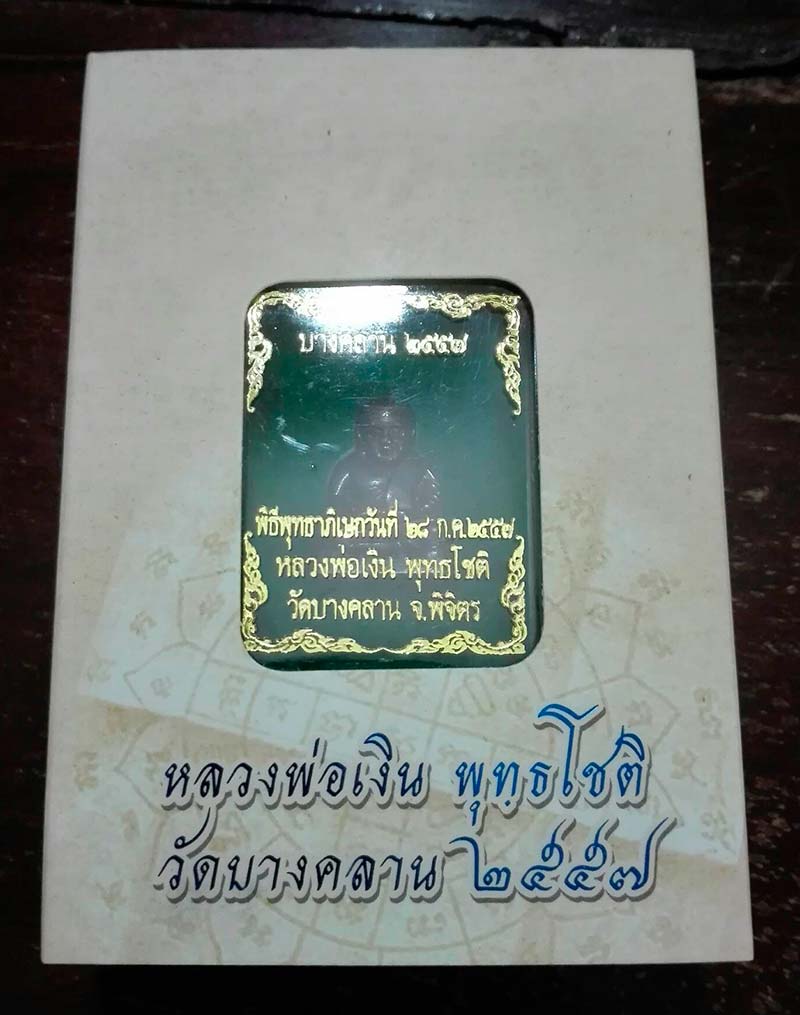 บางคลาน ๒๕๕๗
พิธีพุทธาภิเษกวันที่ ๒๘ ก.ค.๒๕๕๗
หลวงพ่อเงิน พุทธโชติ
วัดบางคลาน จ.พิจิตร
หลวงพ่อเงิน พุทฺธโชติ
วัดบางคลาน ๒๕๕๗